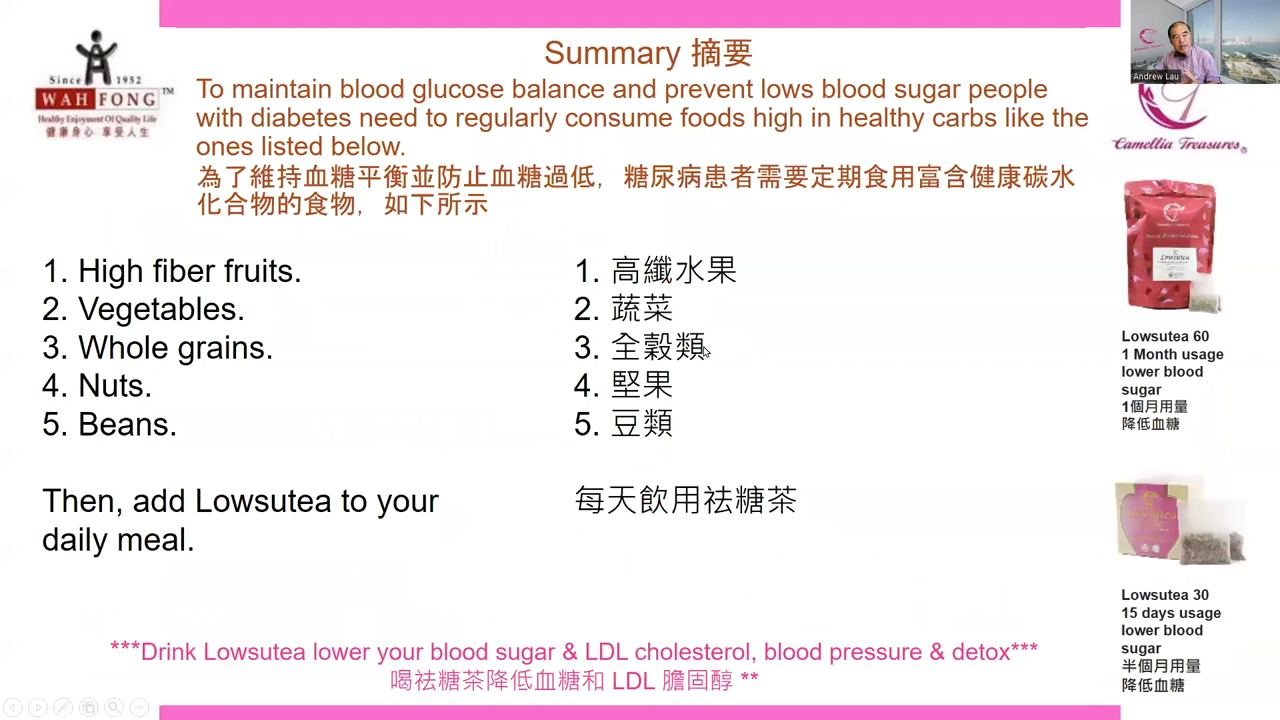 Since 1952
WAH FONG TM
Healthy Enjoyment Of Quality Life
健康身心 享受人生
Summary 摘要
To maintain blood glucose balance and prevent lows blood sugar people
with diabetes need to regularly consume foods high in healthy carbs like the
ones listed below.
為了維持血糖平衡並防止血糖過低，糖尿病患者需要定期食用富含健康碳水
化合物的食物，如下所示
1. High fiber fruits.
2. Vegetables.
3. Whole grains.
4. Nuts.
5. Beans.
Then, add Lowsutea to your
daily meal.
1. 高纖水果
2. 蔬菜
3. 全穀類
4. 堅果
5. 豆類
每天飲用祛糖茶
***Drink Lowsutea lower your blood sugar & LDL cholesterol, blood pressure & detox***
喝祛糖茶降低血糖和 LDL 膽固醇 **
Andrew Lau
Camellia Treasures
Lowsutea
Lowsutea 60
1 Month usage
lower blood
sugar
1個月用量
降低血糖
Lowsutea 30
15 days usage
lower blood
sugar
半個月用量
降低血糖